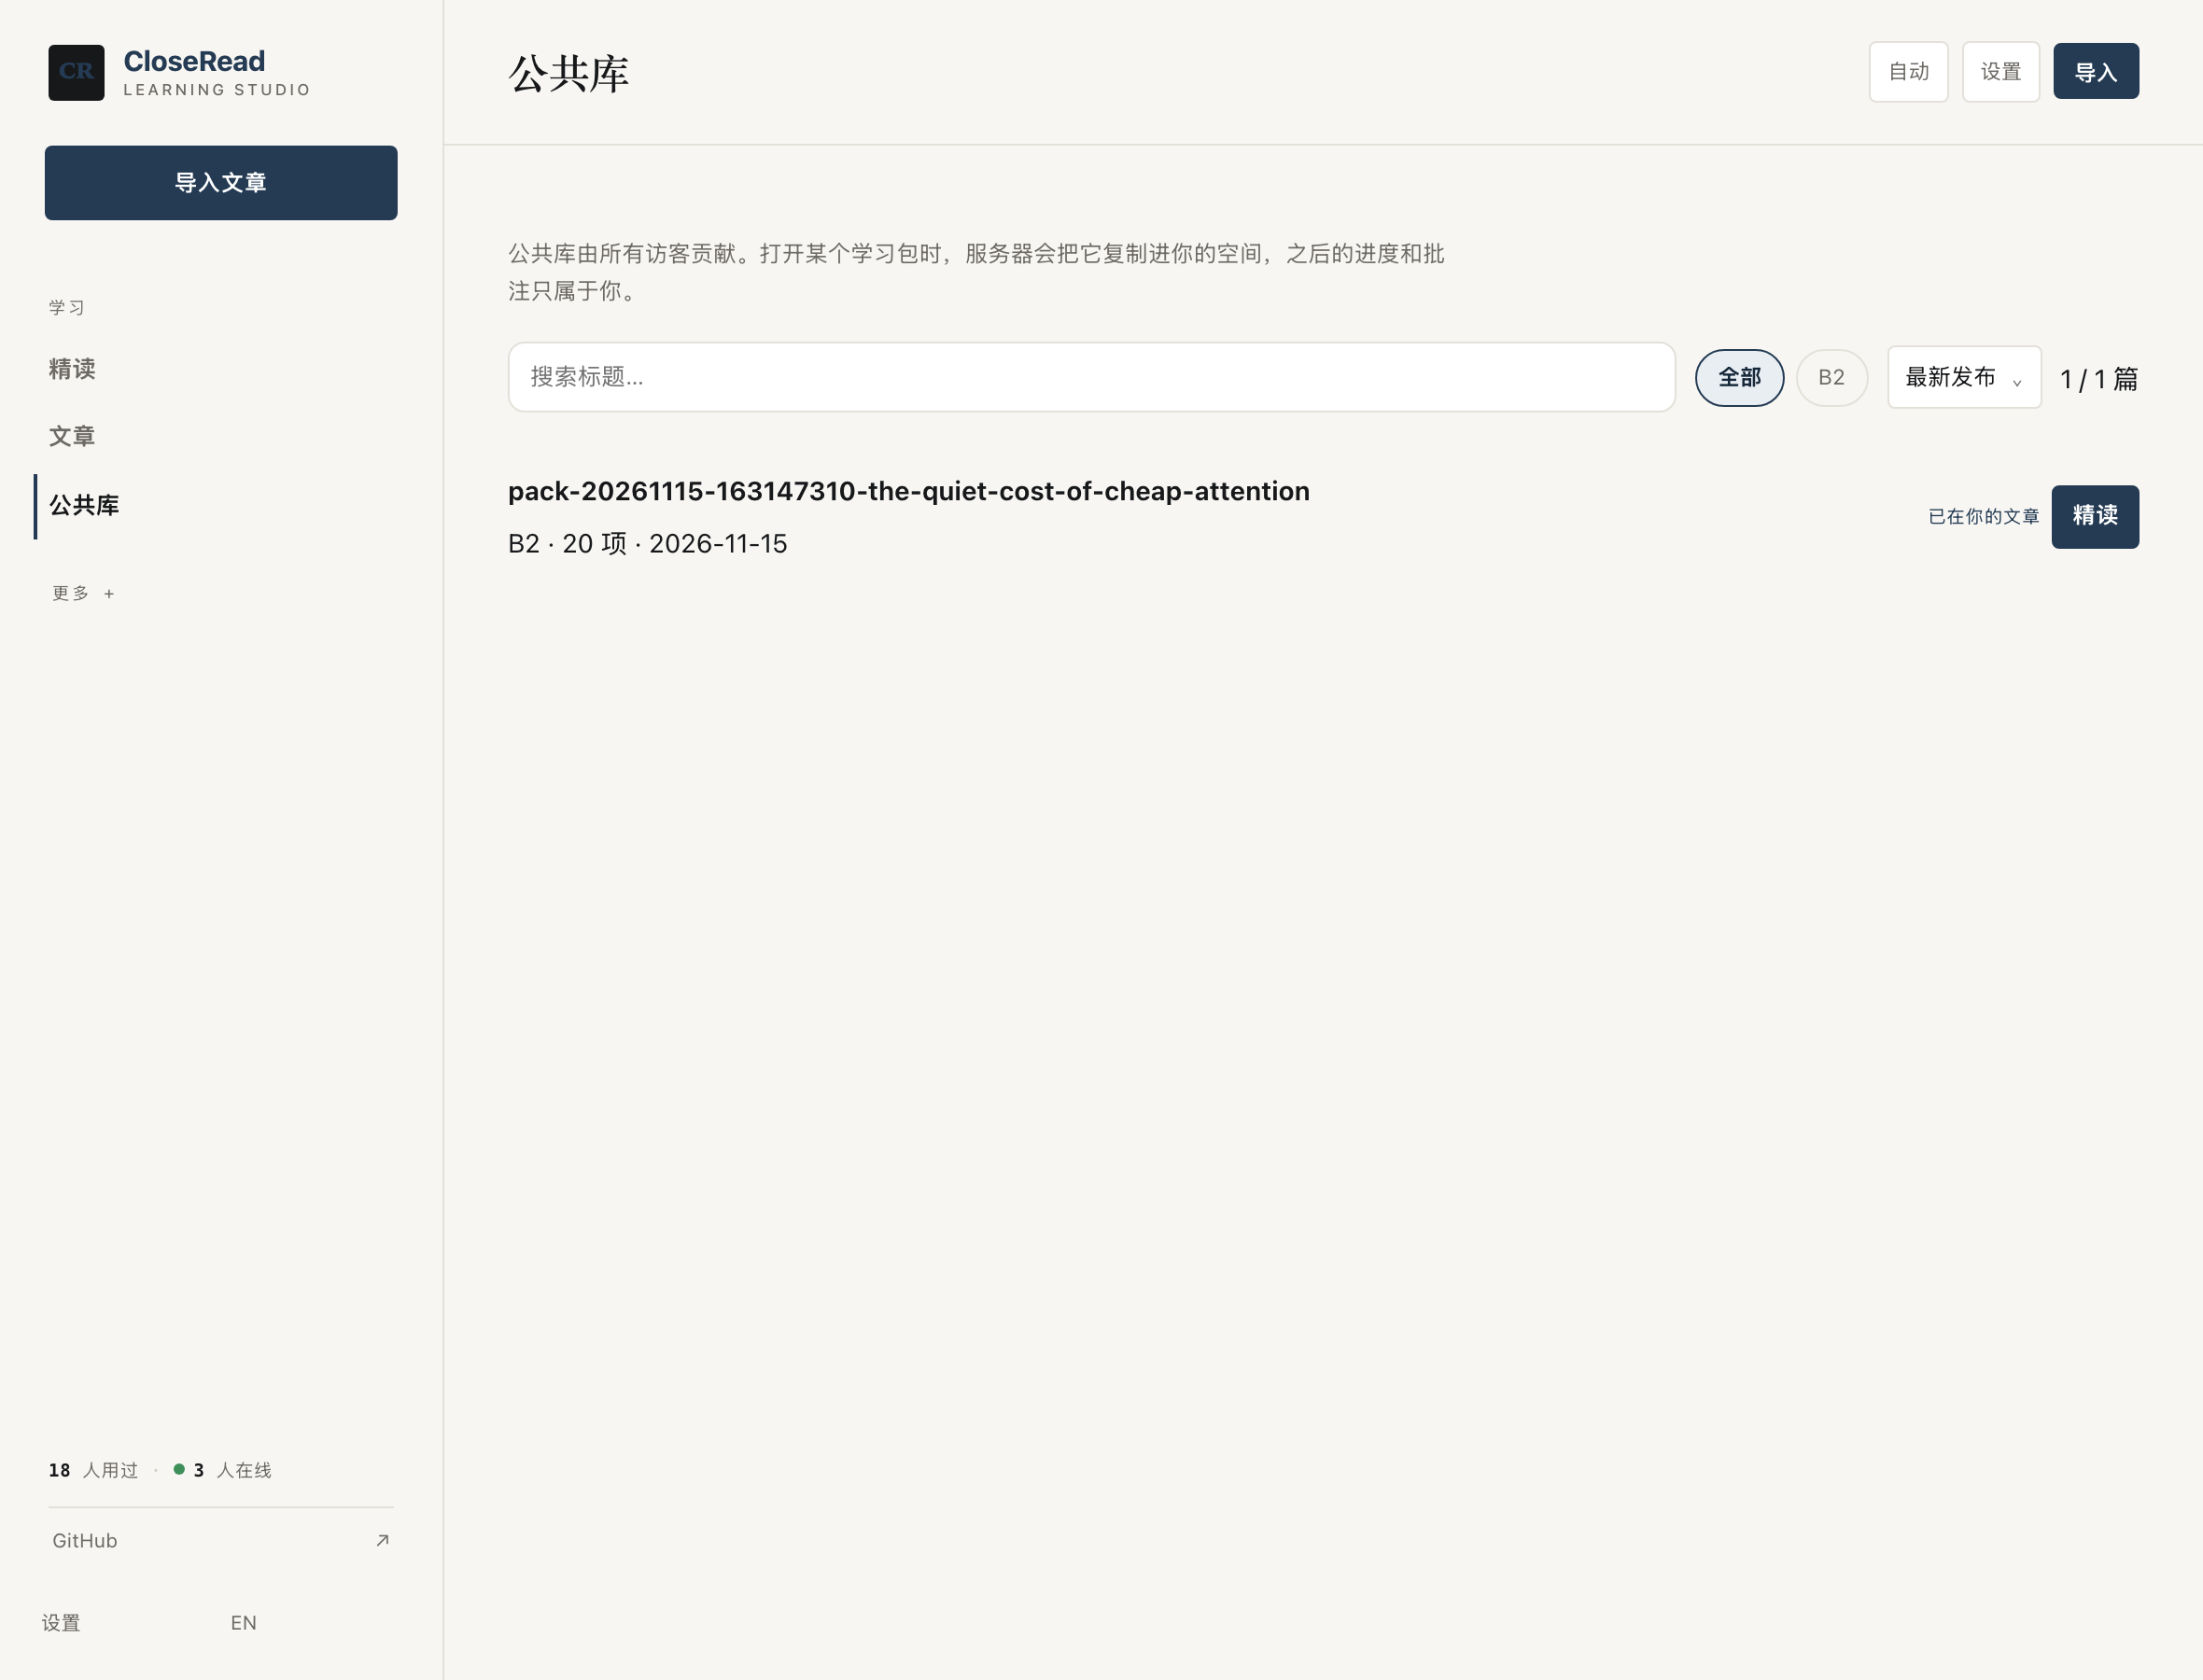 CR
CloseRead
LEARNING STUDIO
导入文章
学习
精读
文章
公共库
更多 +
18 人用过 · 3 人在线
GitHub ↗
设置
EN
公共库
自动
设置
导入
公共库由所有访客贡献。打开某个学习包时，服务器会把它复制进你的空间，之后的进度和批
注只属于你。
搜索标题...
全部
B2
最新发布
1 / 1 篇
pack-20261115-163147310-the-quiet-cost-of-cheap-attention
B2 · 20 项 · 2026-11-15
已在你的文章
精读